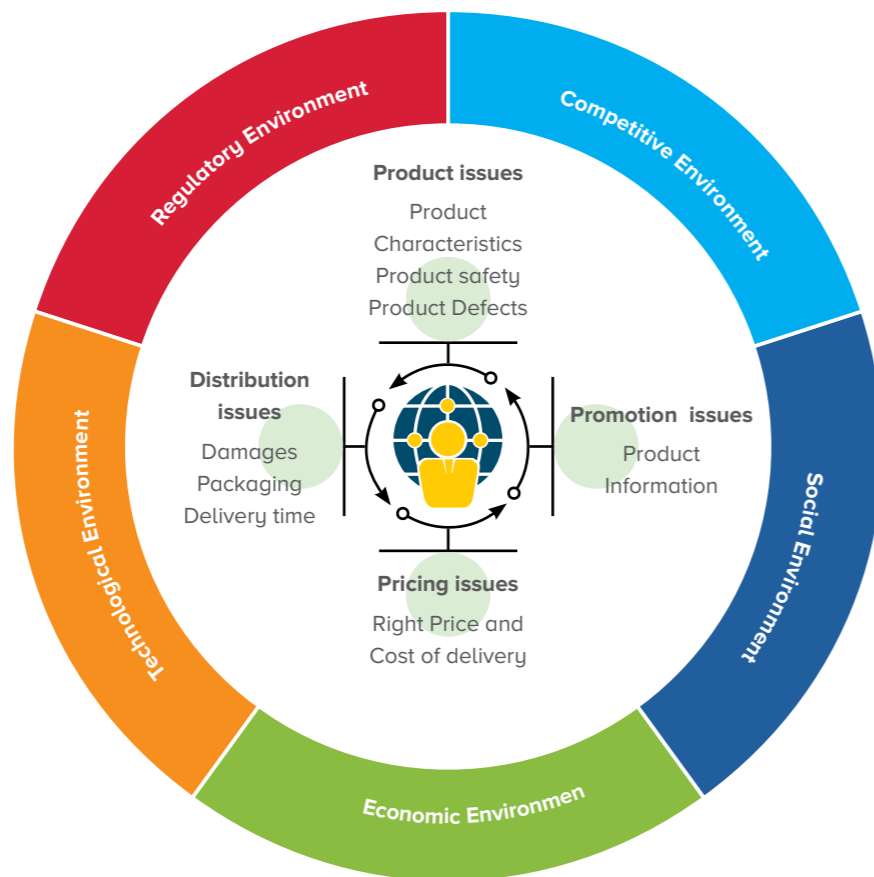 Regulatory Environment
Competitive Environment
Product issues
Product
Characteristics
Product safety
Product Defects
Distribution
issues
Damages
Packaging
Delivery time
Promotion issues
Product
Information
Pricing issues
Right Price and
Cost of delivery
Technological Environment
Social Environment
Economic Environmen